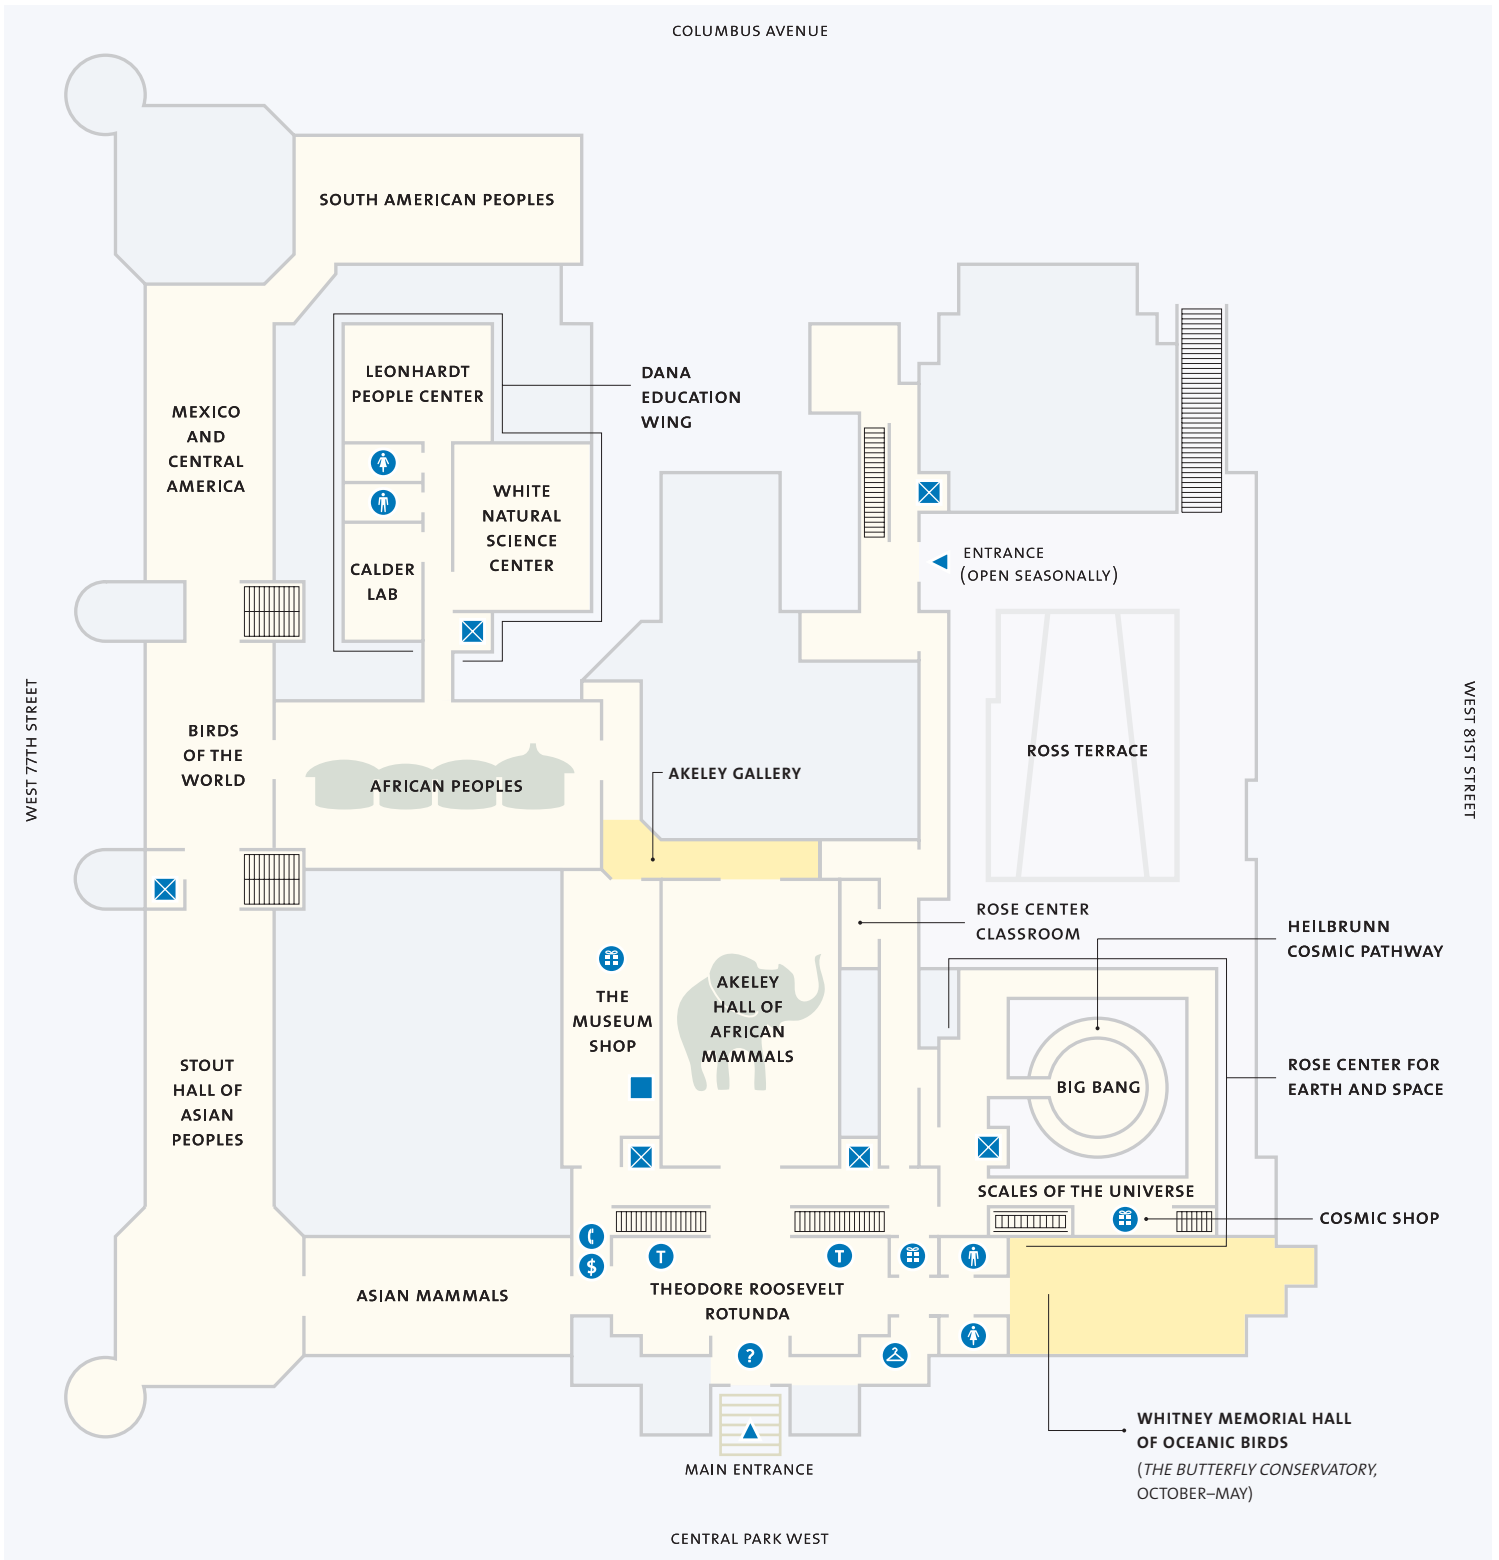 COLUMBUS AVENUE
SOUTH AMERICAN PEOPLES
LEONHARDT
PEOPLE CENTER
DANA
EDUCATION
WING
MEXICO
AND
CENTRAL
AMERICA
WHITE
NATURAL
SCIENCE
CENTER
CALDER
LAB
ENTRANCE
(OPEN SEASONALLY)
WEST 77TH STREET
BIRDS
OF THE
WORLD
AFRICAN PEOPLES
AKELEY GALLERY
ROSS TERRACE
WEST 81ST STREET
ROSE CENTER
CLASSROOM
HEILBRUNN
COSMIC PATHWAY
THE
MUSEUM
SHOP
AKELEY
HALL OF
AFRICAN
MAMMALS
STOUT
HALL OF
ASIAN
PEOPLES
BIG BANG
ROSE CENTER FOR
EARTH AND SPACE
SCALES OF THE UNIVERSE
COSMIC SHOP
$
T
T
ASIAN MAMMALS
THEODORE ROOSEVELT
ROTUNDA
?
WHITNEY MEMORIAL HALL
OF OCEANIC BIRDS
(THE BUTTERFLY CONSERVATORY,
OCTOBER–MAY)
MAIN ENTRANCE
CENTRAL PARK WEST